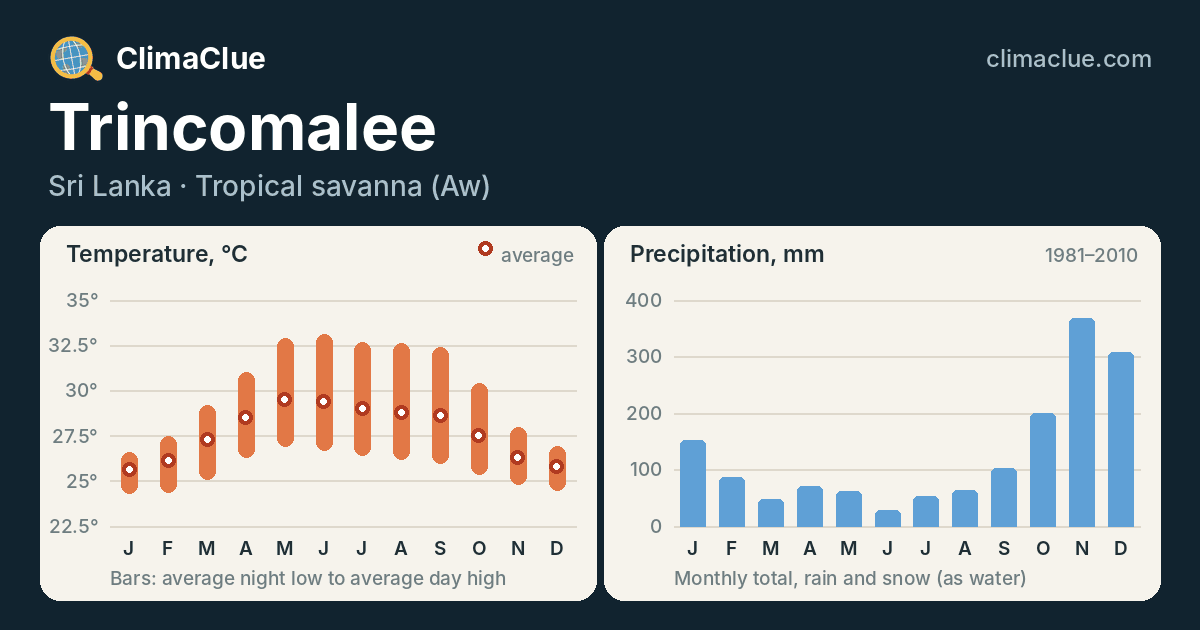 ClimaClue
climaclue.com
Trincomalee
Sri Lanka · Tropical savanna (Aw)
Temperature, °C
average
35°
32.5°
30°
27.5°
25°
22.5°
J F M A M J J A S O N D
Bars: average night low to average day high
Precipitation, mm
1981–2010
400
300
200
100
0
J F M A M J J A S O N D
Monthly total, rain and snow (as water)